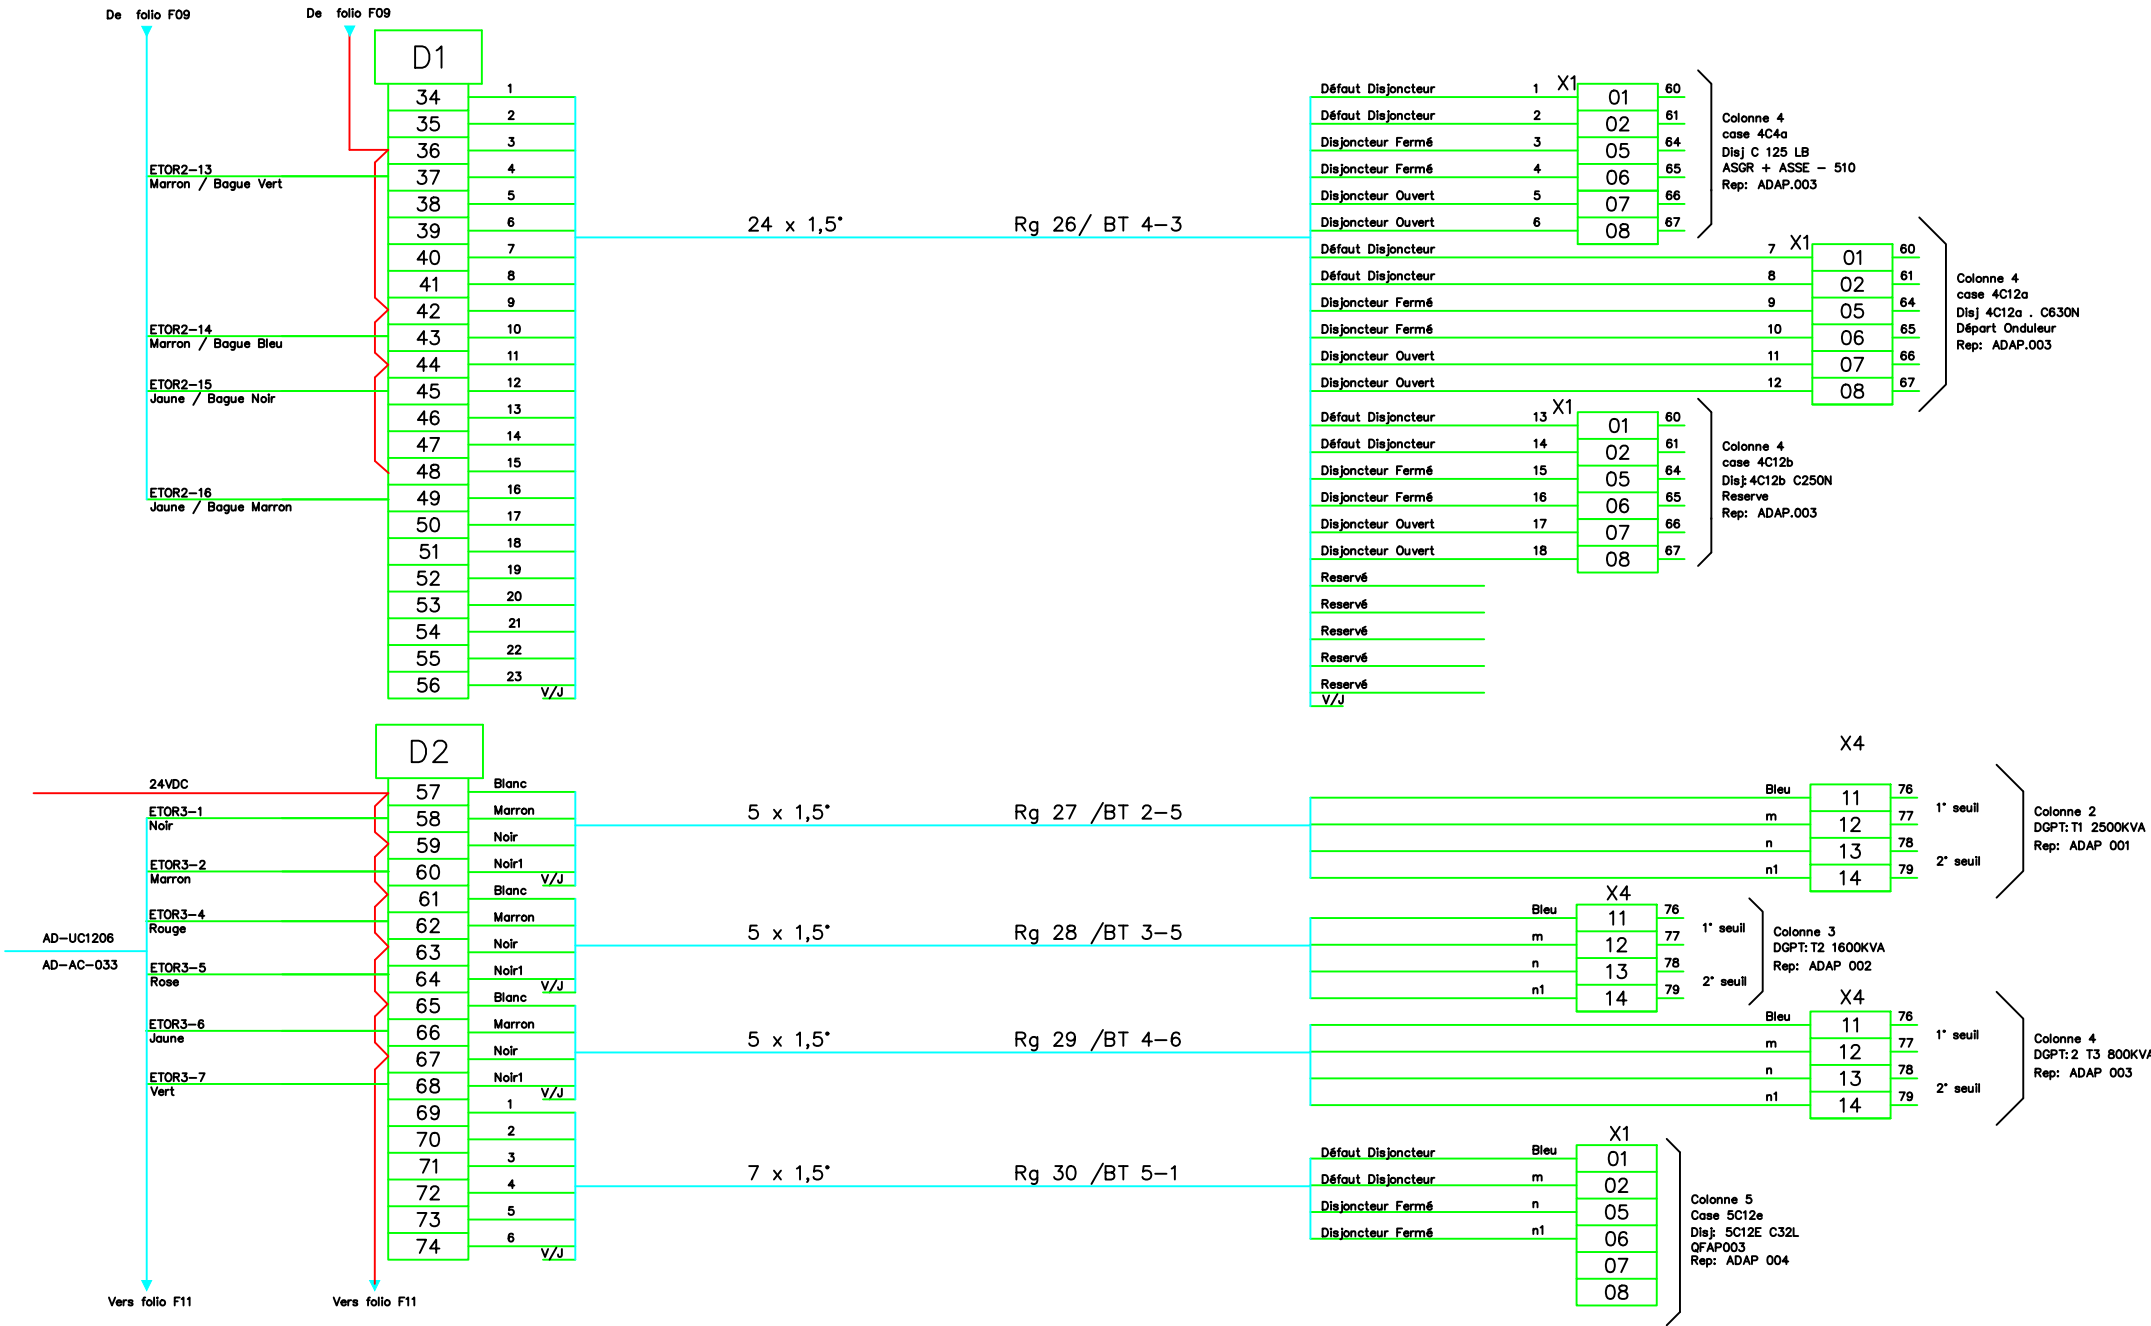 De folio F09
De folio F09
D1
34 1
35 2
36 3
37 4
38 5
39 6
40 7
41 8
42 9
43 10
44 11
45 12
46 13
47 14
48 15
49 16
50 17
51 18
52 19
53 20
54 21
55 22
56 23
V/J
ETOR2-13
Marron / Bague Vert
ETOR2-14
Marron / Bague Bleu
ETOR2-15
Jaune / Bague Noir
ETOR2-16
Jaune / Bague Marron
24 x 1,5°
Rg 26/ BT 4-3
X1
Défaut Disjoncteur 1 01 60
Défaut Disjoncteur 2 02 61
Disjoncteur Fermé 3 05 64
Disjoncteur Fermé 4 06 65
Disjoncteur Ouvert 5 07 66
Disjoncteur Ouvert 6 08 67
Colonne 4
case 4C4a
Disj C 125 LB
ASGR + ASSE - 510
Rep: ADAP.003
X1
Défaut Disjoncteur 7 01 60
Défaut Disjoncteur 8 02 61
Disjoncteur Fermé 9 05 64
Disjoncteur Fermé 10 06 65
Disjoncteur Ouvert 11 07 66
Disjoncteur Ouvert 12 08 67
Colonne 4
case 4C12a
Disj 4C12a . C630N
Départ Onduleur
Rep: ADAP.003
X1
Défaut Disjoncteur 13 01 60
Défaut Disjoncteur 14 02 61
Disjoncteur Fermé 15 05 64
Disjoncteur Fermé 16 06 65
Disjoncteur Ouvert 17 07 66
Disjoncteur Ouvert 18 08 67
Colonne 4
case 4C12b
Disj: 4C12b C250N
Reserve
Rep: ADAP.003
Reservé
Reservé
Reservé
Reservé
Reservé
V/J
D2
57 Blanc
58 Marron
59 Noir
60 Noir1
V/J
61 Blanc
62 Marron
63 Noir
64 Noir1
V/J
65 Blanc
66 Marron
67 Noir
68 Noir1
V/J
69 1
70 2
71 3
72 4
73 5
74 6
V/J
24VDC
ETOR3-1
Noir
ETOR3-2
Marron
ETOR3-4
Rouge
AD-UC1206
AD-AC-033
ETOR3-5
Rose
ETOR3-6
Jaune
ETOR3-7
Vert
Vers folio F11
Vers folio F11
5 x 1,5°
Rg 27 /BT 2-5
X4
Bleu 11 76
m 12 77
n 13 78
n1 14 79
1° seuil
2° seuil
Colonne 2
DGPT: T1 2500KVA
Rep: ADAP 001
5 x 1,5°
Rg 28 /BT 3-5
X4
Bleu 11 76
m 12 77
n 13 78
n1 14 79
1° seuil
2° seuil
Colonne 3
DGPT: T2 1600KVA
Rep: ADAP 002
5 x 1,5°
Rg 29 /BT 4-6
X4
Bleu 11 76
m 12 77
n 13 78
n1 14 79
1° seuil
2° seuil
Colonne 4
DGPT: 2 T3 800KVA
Rep: ADAP 003
7 x 1,5°
Rg 30 /BT 5-1
X1
Défaut Disjoncteur Bleu 01
Défaut Disjoncteur m 02
Disjoncteur Fermé n 05
Disjoncteur Fermé n1 06
07
08
Colonne 5
Case 5C12e
Disj: 5C12E C32L
QFAP003
Rep: ADAP 004